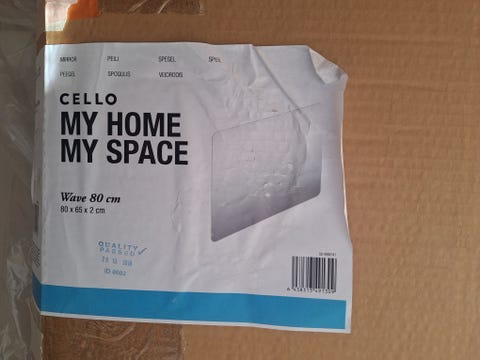 MIRROR PEILI SPEGEL SPEIL
PEEGEL SPOGULIS VEIDRODIS
CELLO
MY HOME
MY SPACE
Wave 80 cm
80 x 65 x 2 cm
QUALITY
PASSED